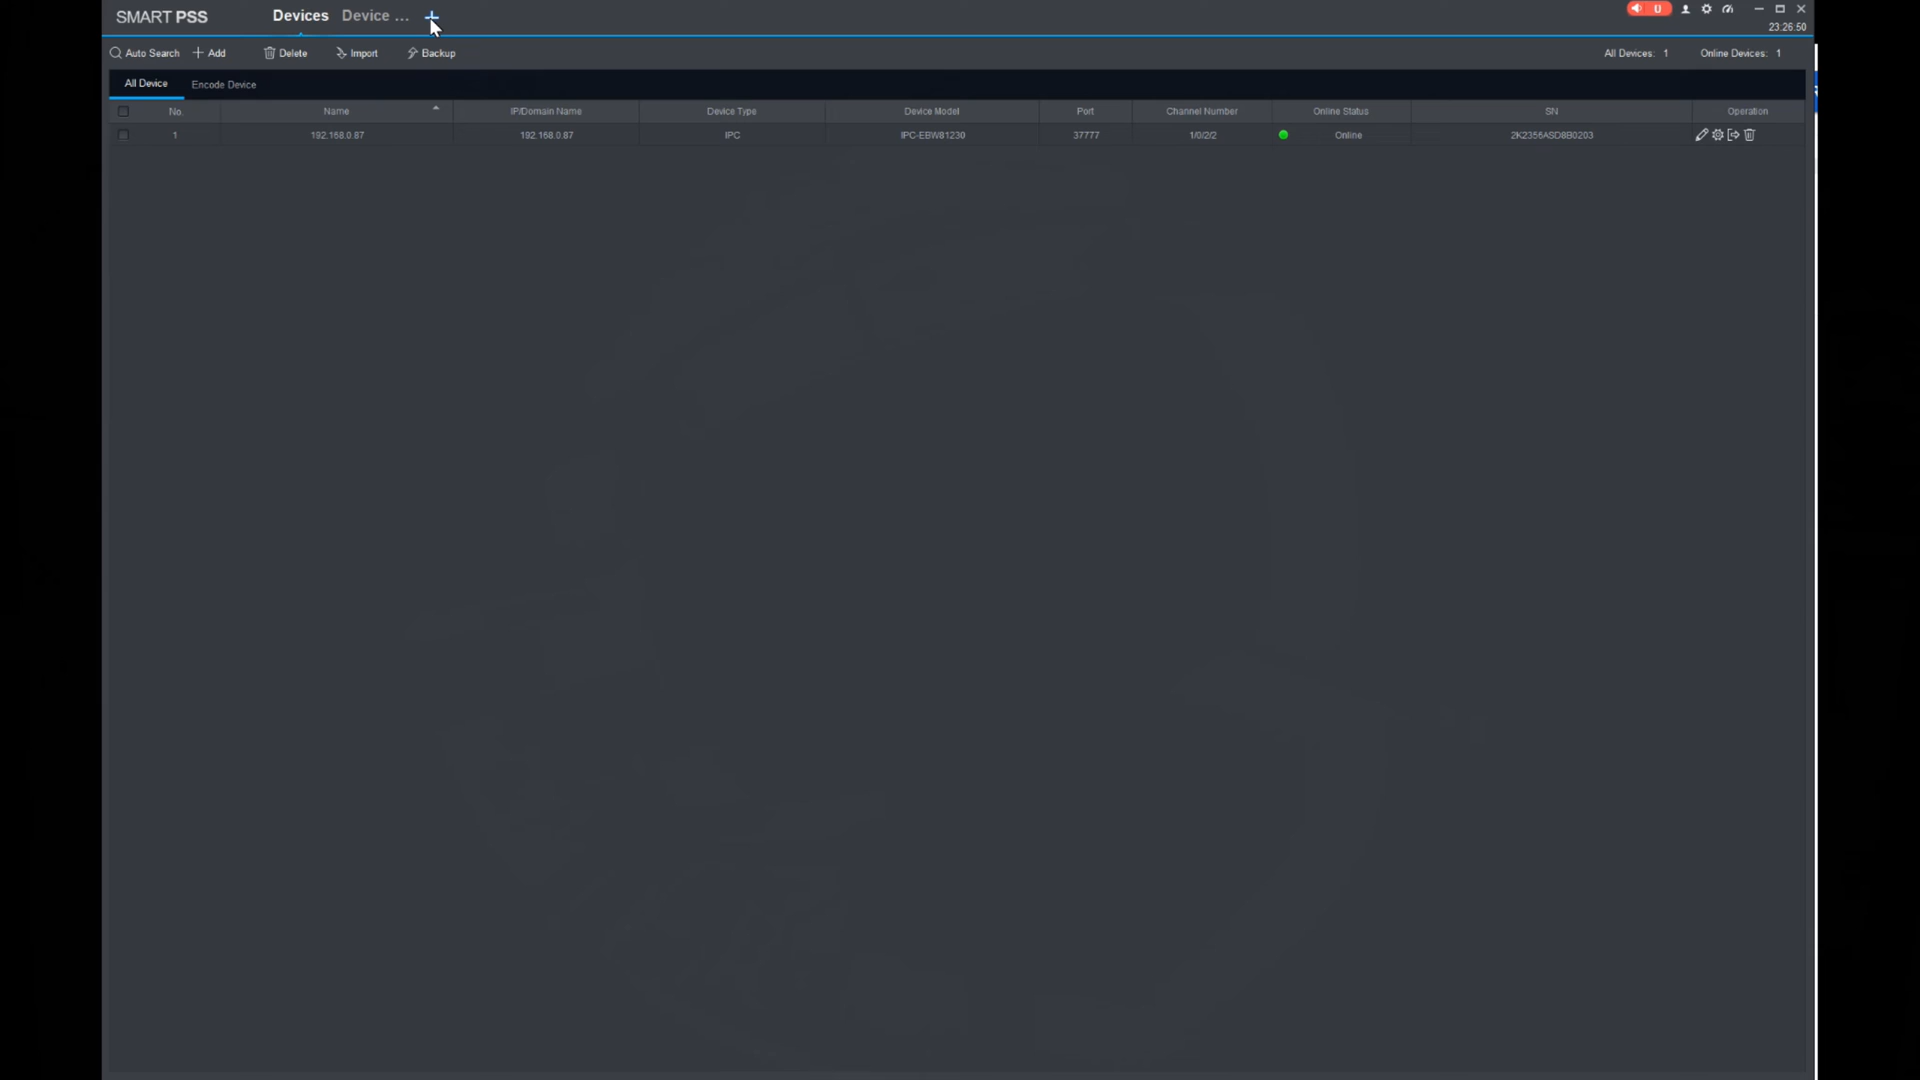 SMART PSS Devices Device ... +
0
23:26:50
Auto Search Add Delete Import Backup All Devices: 1 Online Devices: 1
All Device Encode Device
No. Name IP/Domain Name Device Type Device Model Port Channel Number Online Status SN Operation
1 192.168.0.87 192.168.0.87 IPC IPC-EBW81230 37777 1/0/2/2 Online 2K2356ASD8B0203